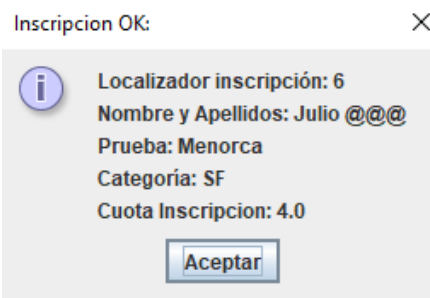 Inscripcion OK:
Localizador inscripción: 6
Nombre y Apellidos: Julio @@@
Prueba: Menorca
Categoría: SF
Cuota Inscripcion: 4.0
Aceptar